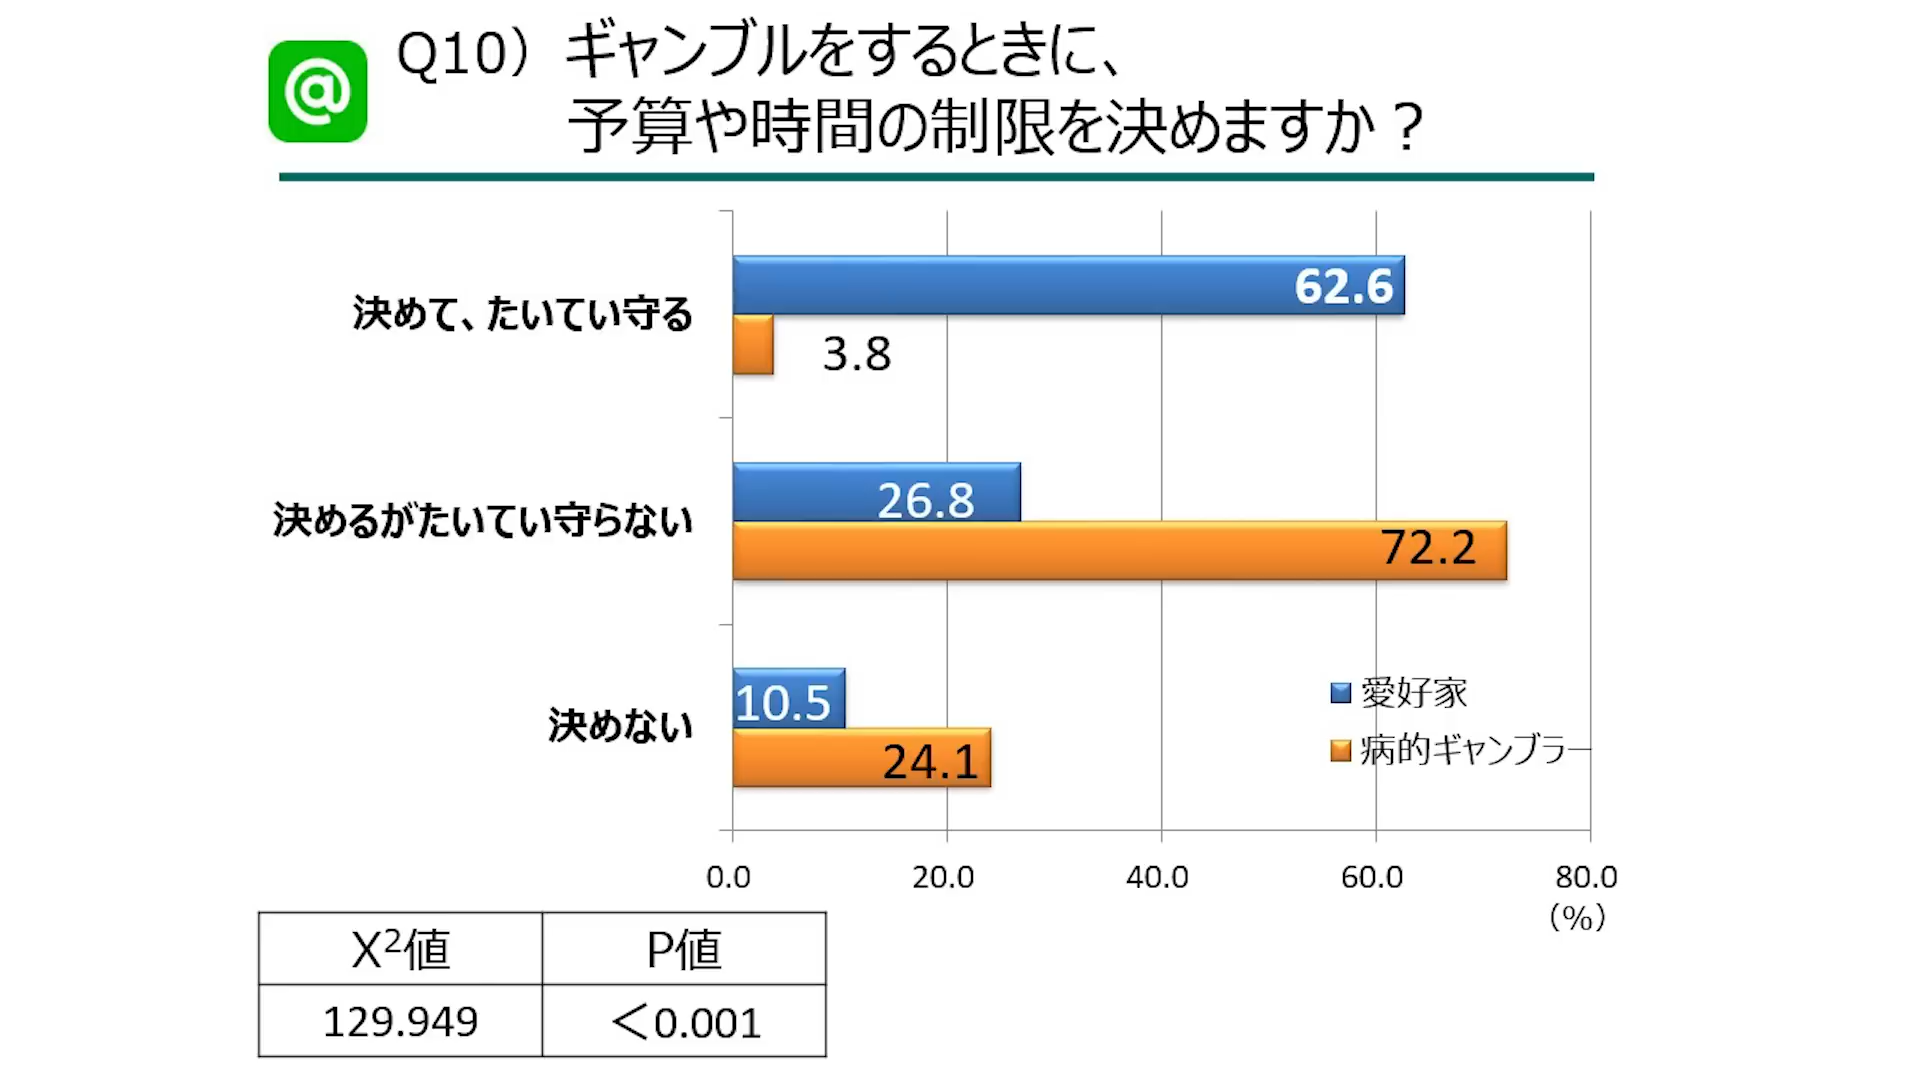 @
Q10）ギャンブルをするときに、
予算や時間の制限を決めますか？
決めて、たいてい守る
62.6
3.8
決めるがたいてい守らない
26.8
72.2
決めない
10.5
24.1
愛好家
病的ギャンブラー
0.0 20.0 40.0 60.0 80.0
（%）
X²値 P値
129.949 ＜0.001